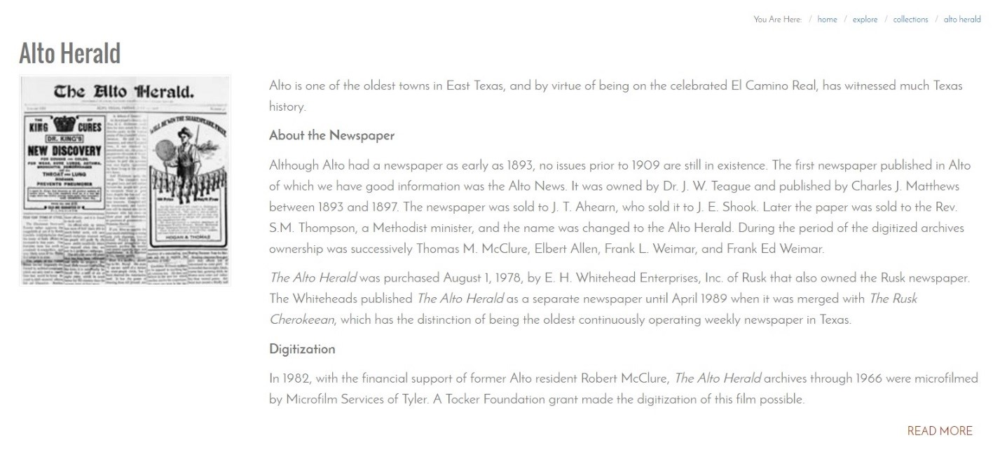 You Are Here: / home / explore / collections / alto herald
Alto Herald
The Alto Herald.
THE KING OF CURES
DR. KING'S
NEW DISCOVERY
FOR COUGHS AND COLDS,
THROAT AND LUNG
DISEASES.
PREVENTS PNEUMONIA
HOGAN & THOMAS
Alto is one of the oldest towns in East Texas, and by virtue of being on the celebrated El Camino Real, has witnessed much Texas
history.
About the Newspaper
Although Alto had a newspaper as early as 1893, no issues prior to 1909 are still in existence. The first newspaper published in Alto
of which we have good information was the Alto News. It was owned by Dr. J. W. Teague and published by Charles J. Matthews
between 1893 and 1897. The newspaper was sold to J. T. Ahearn, who sold it to J. E. Shook. Later the paper was sold to the Rev.
S.M. Thompson, a Methodist minister, and the name was changed to the Alto Herald. During the period of the digitized archives
ownership was successively Thomas M. McClure, Elbert Allen, Frank L. Weimar, and Frank Ed Weimar.
The Alto Herald was purchased August 1, 1978, by E. H. Whitehead Enterprises, Inc. of Rusk that also owned the Rusk newspaper.
The Whiteheads published The Alto Herald as a separate newspaper until April 1989 when it was merged with The Rusk
Cherokeean, which has the distinction of being the oldest continuously operating weekly newspaper in Texas.
Digitization
In 1982, with the financial support of former Alto resident Robert McClure, The Alto Herald archives through 1966 were microfilmed
by Microfilm Services of Tyler. A Tocker Foundation grant made the digitization of this film possible.
READ MORE